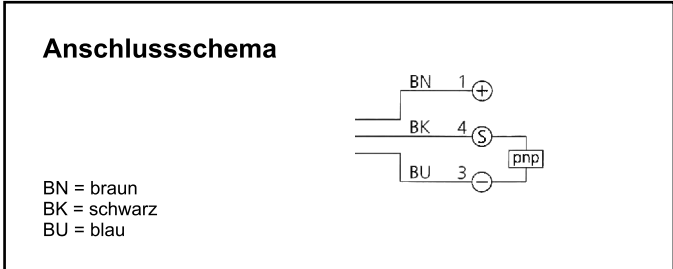 Anschlussschema
BN 1 +
BK 4 S
pnp
BU 3 −
BN = braun
BK = schwarz
BU = blau